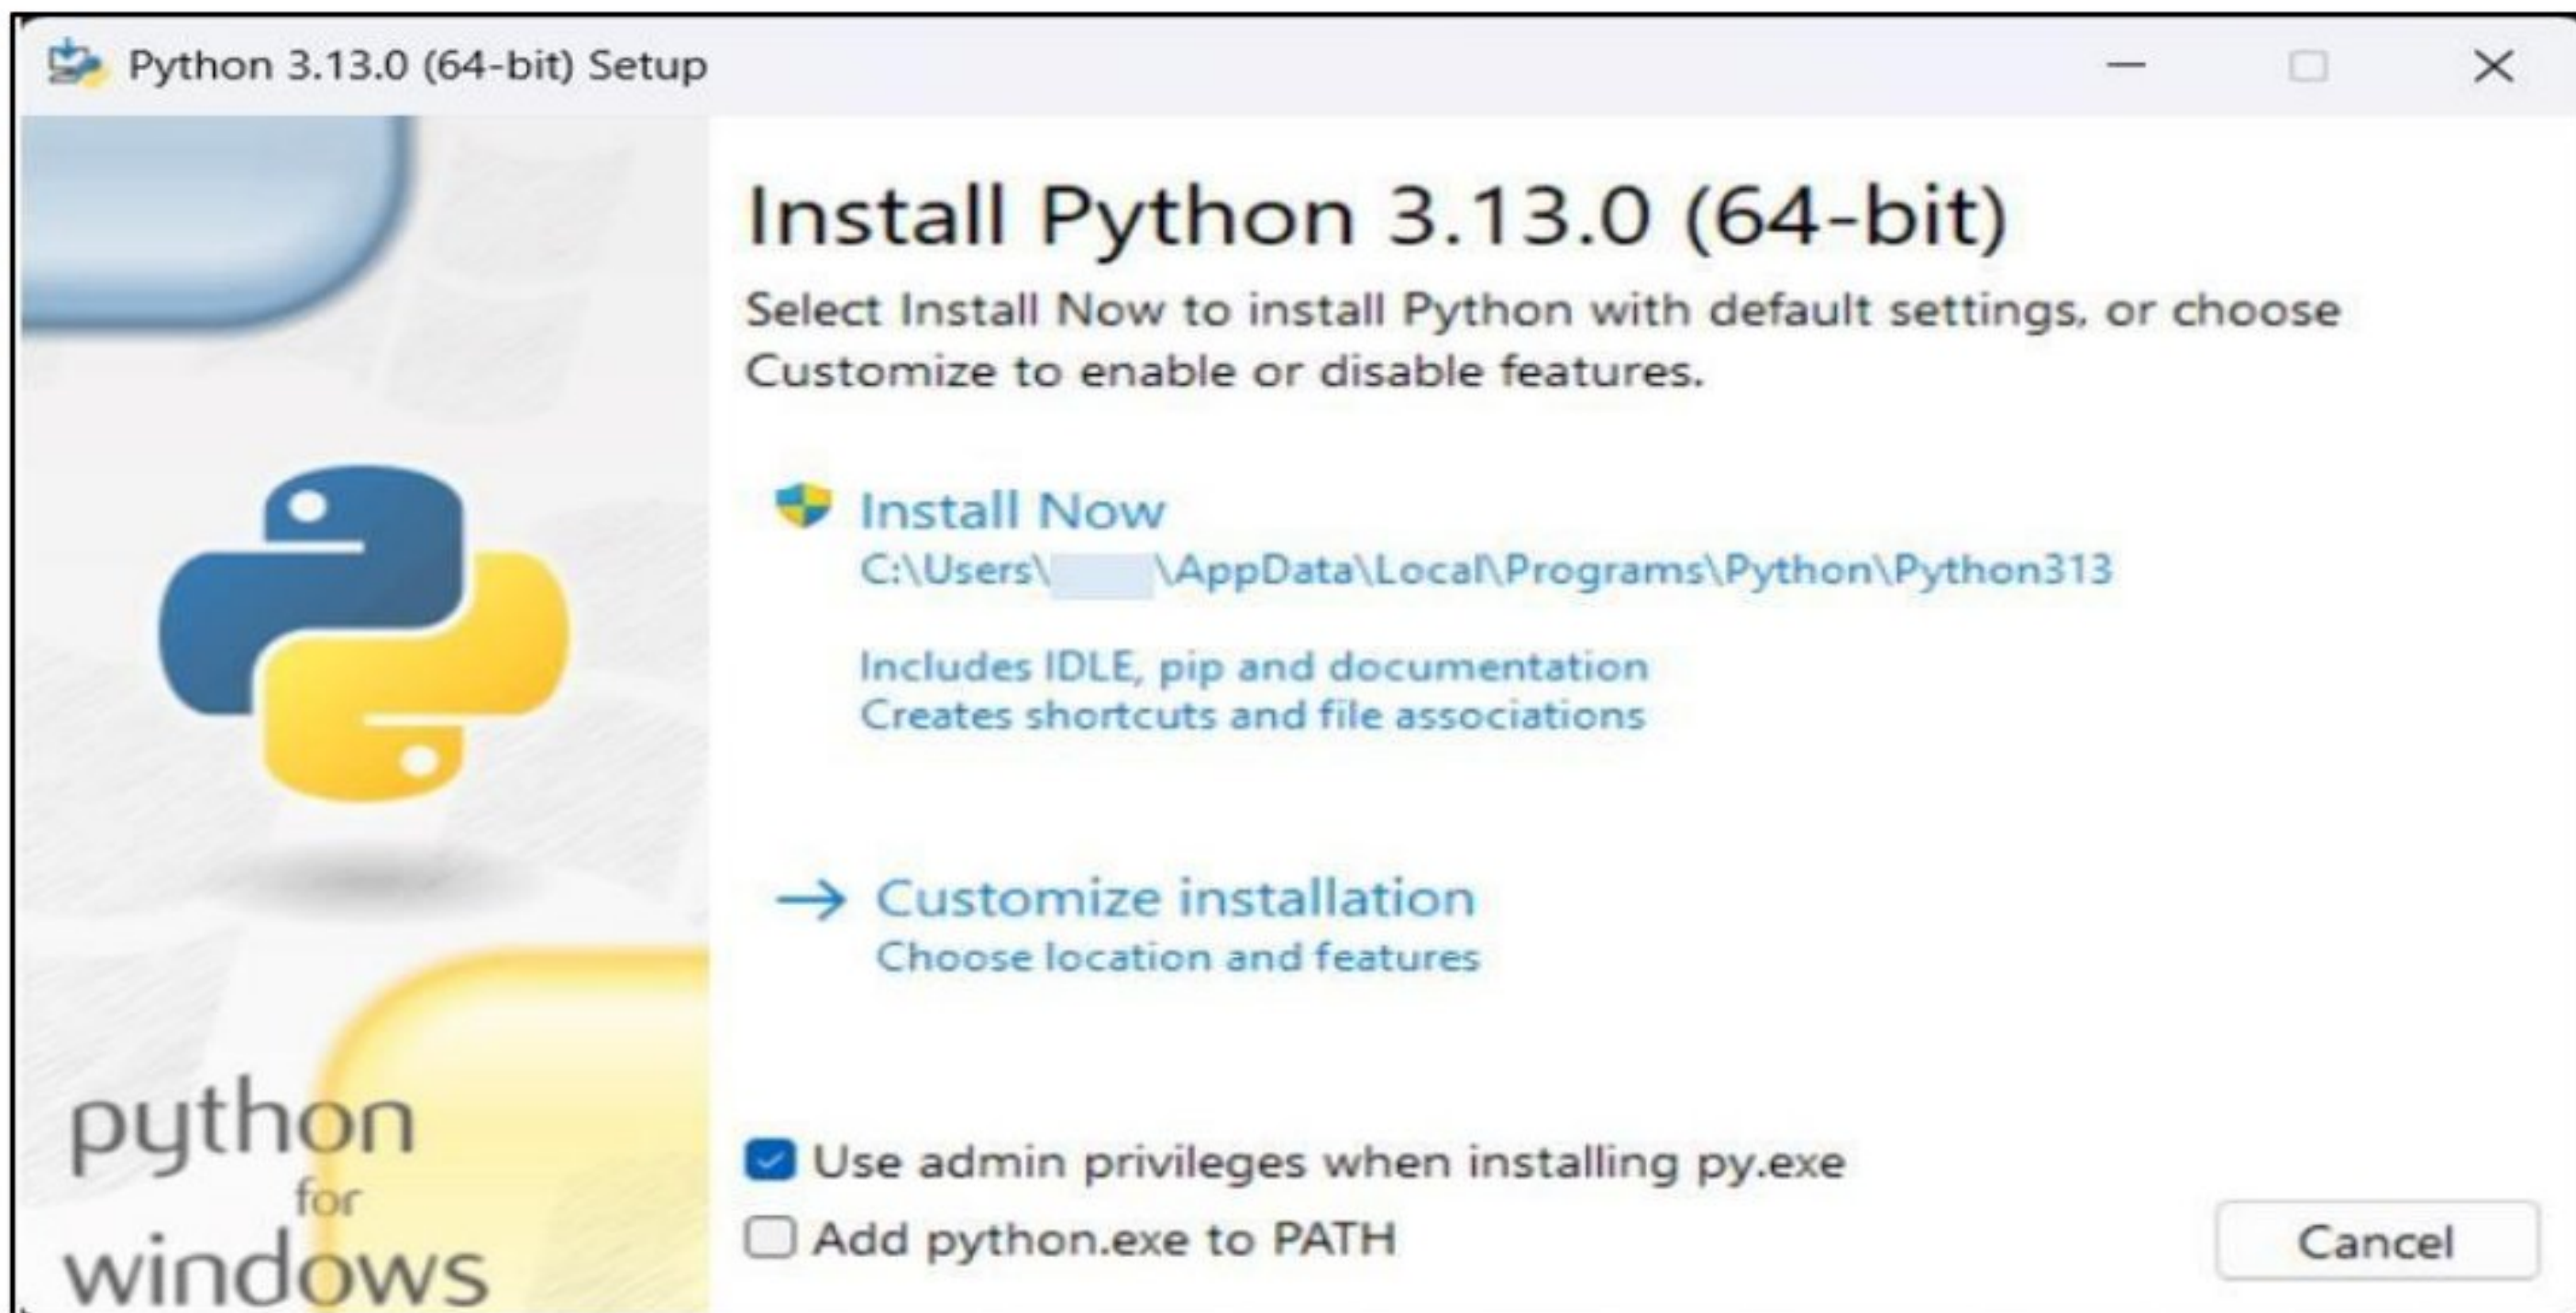 Python 3.13.0 (64-bit) Setup
Install Python 3.13.0 (64-bit)
Select Install Now to install Python with default settings, or choose
Customize to enable or disable features.
Install Now
C:\Users\ \AppData\Local\Programs\Python\Python313
Includes IDLE, pip and documentation
Creates shortcuts and file associations
Customize installation
Choose location and features
python
for
windows
Use admin privileges when installing py.exe
Add python.exe to PATH
Cancel